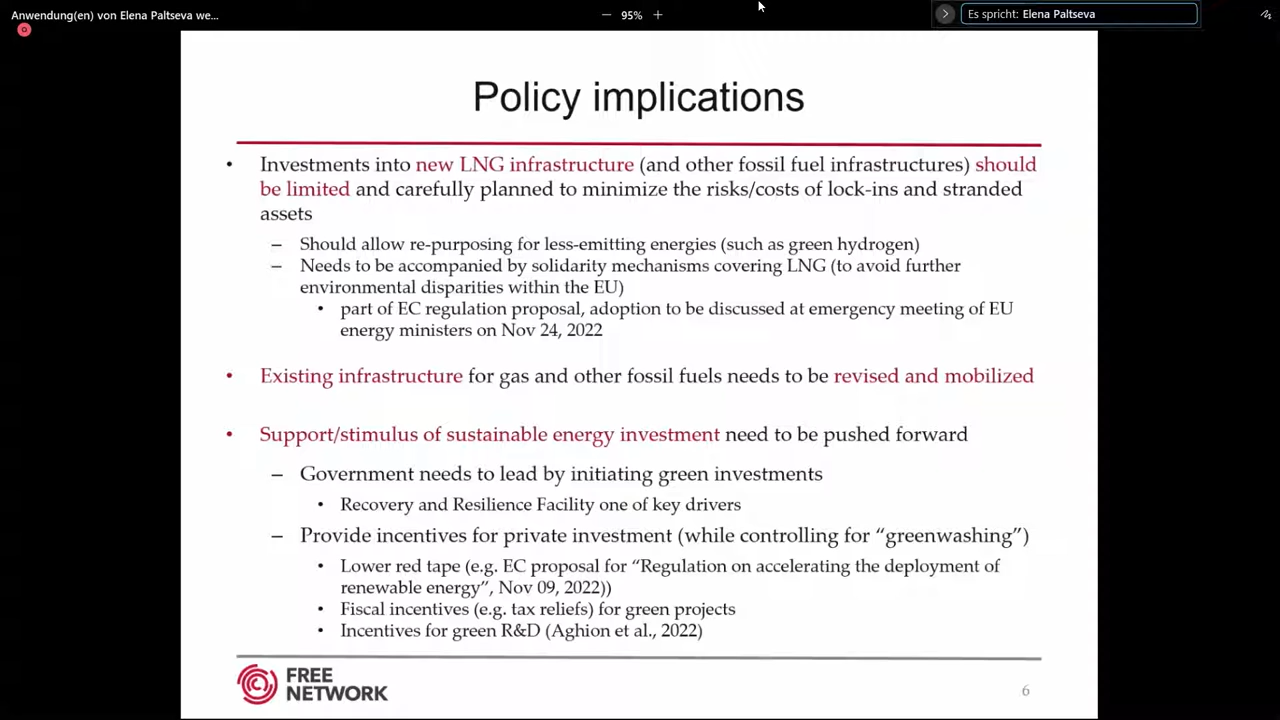 Anwendung(en) von Elena Paltseva we...
95%
Es spricht: Elena Paltseva
Policy implications
• Investments into new LNG infrastructure (and other fossil fuel infrastructures) should
be limited and carefully planned to minimize the risks/costs of lock-ins and stranded
assets
– Should allow re-purposing for less-emitting energies (such as green hydrogen)
– Needs to be accompanied by solidarity mechanisms covering LNG (to avoid further
environmental disparities within the EU)
• part of EC regulation proposal, adoption to be discussed at emergency meeting of EU
energy ministers on Nov 24, 2022
• Existing infrastructure for gas and other fossil fuels needs to be revised and mobilized
• Support/stimulus of sustainable energy investment need to be pushed forward
– Government needs to lead by initiating green investments
• Recovery and Resilience Facility one of key drivers
– Provide incentives for private investment (while controlling for “greenwashing”)
• Lower red tape (e.g. EC proposal for “Regulation on accelerating the deployment of
renewable energy”, Nov 09, 2022))
• Fiscal incentives (e.g. tax reliefs) for green projects
• Incentives for green R&D (Aghion et al., 2022)
FREE
NETWORK
6